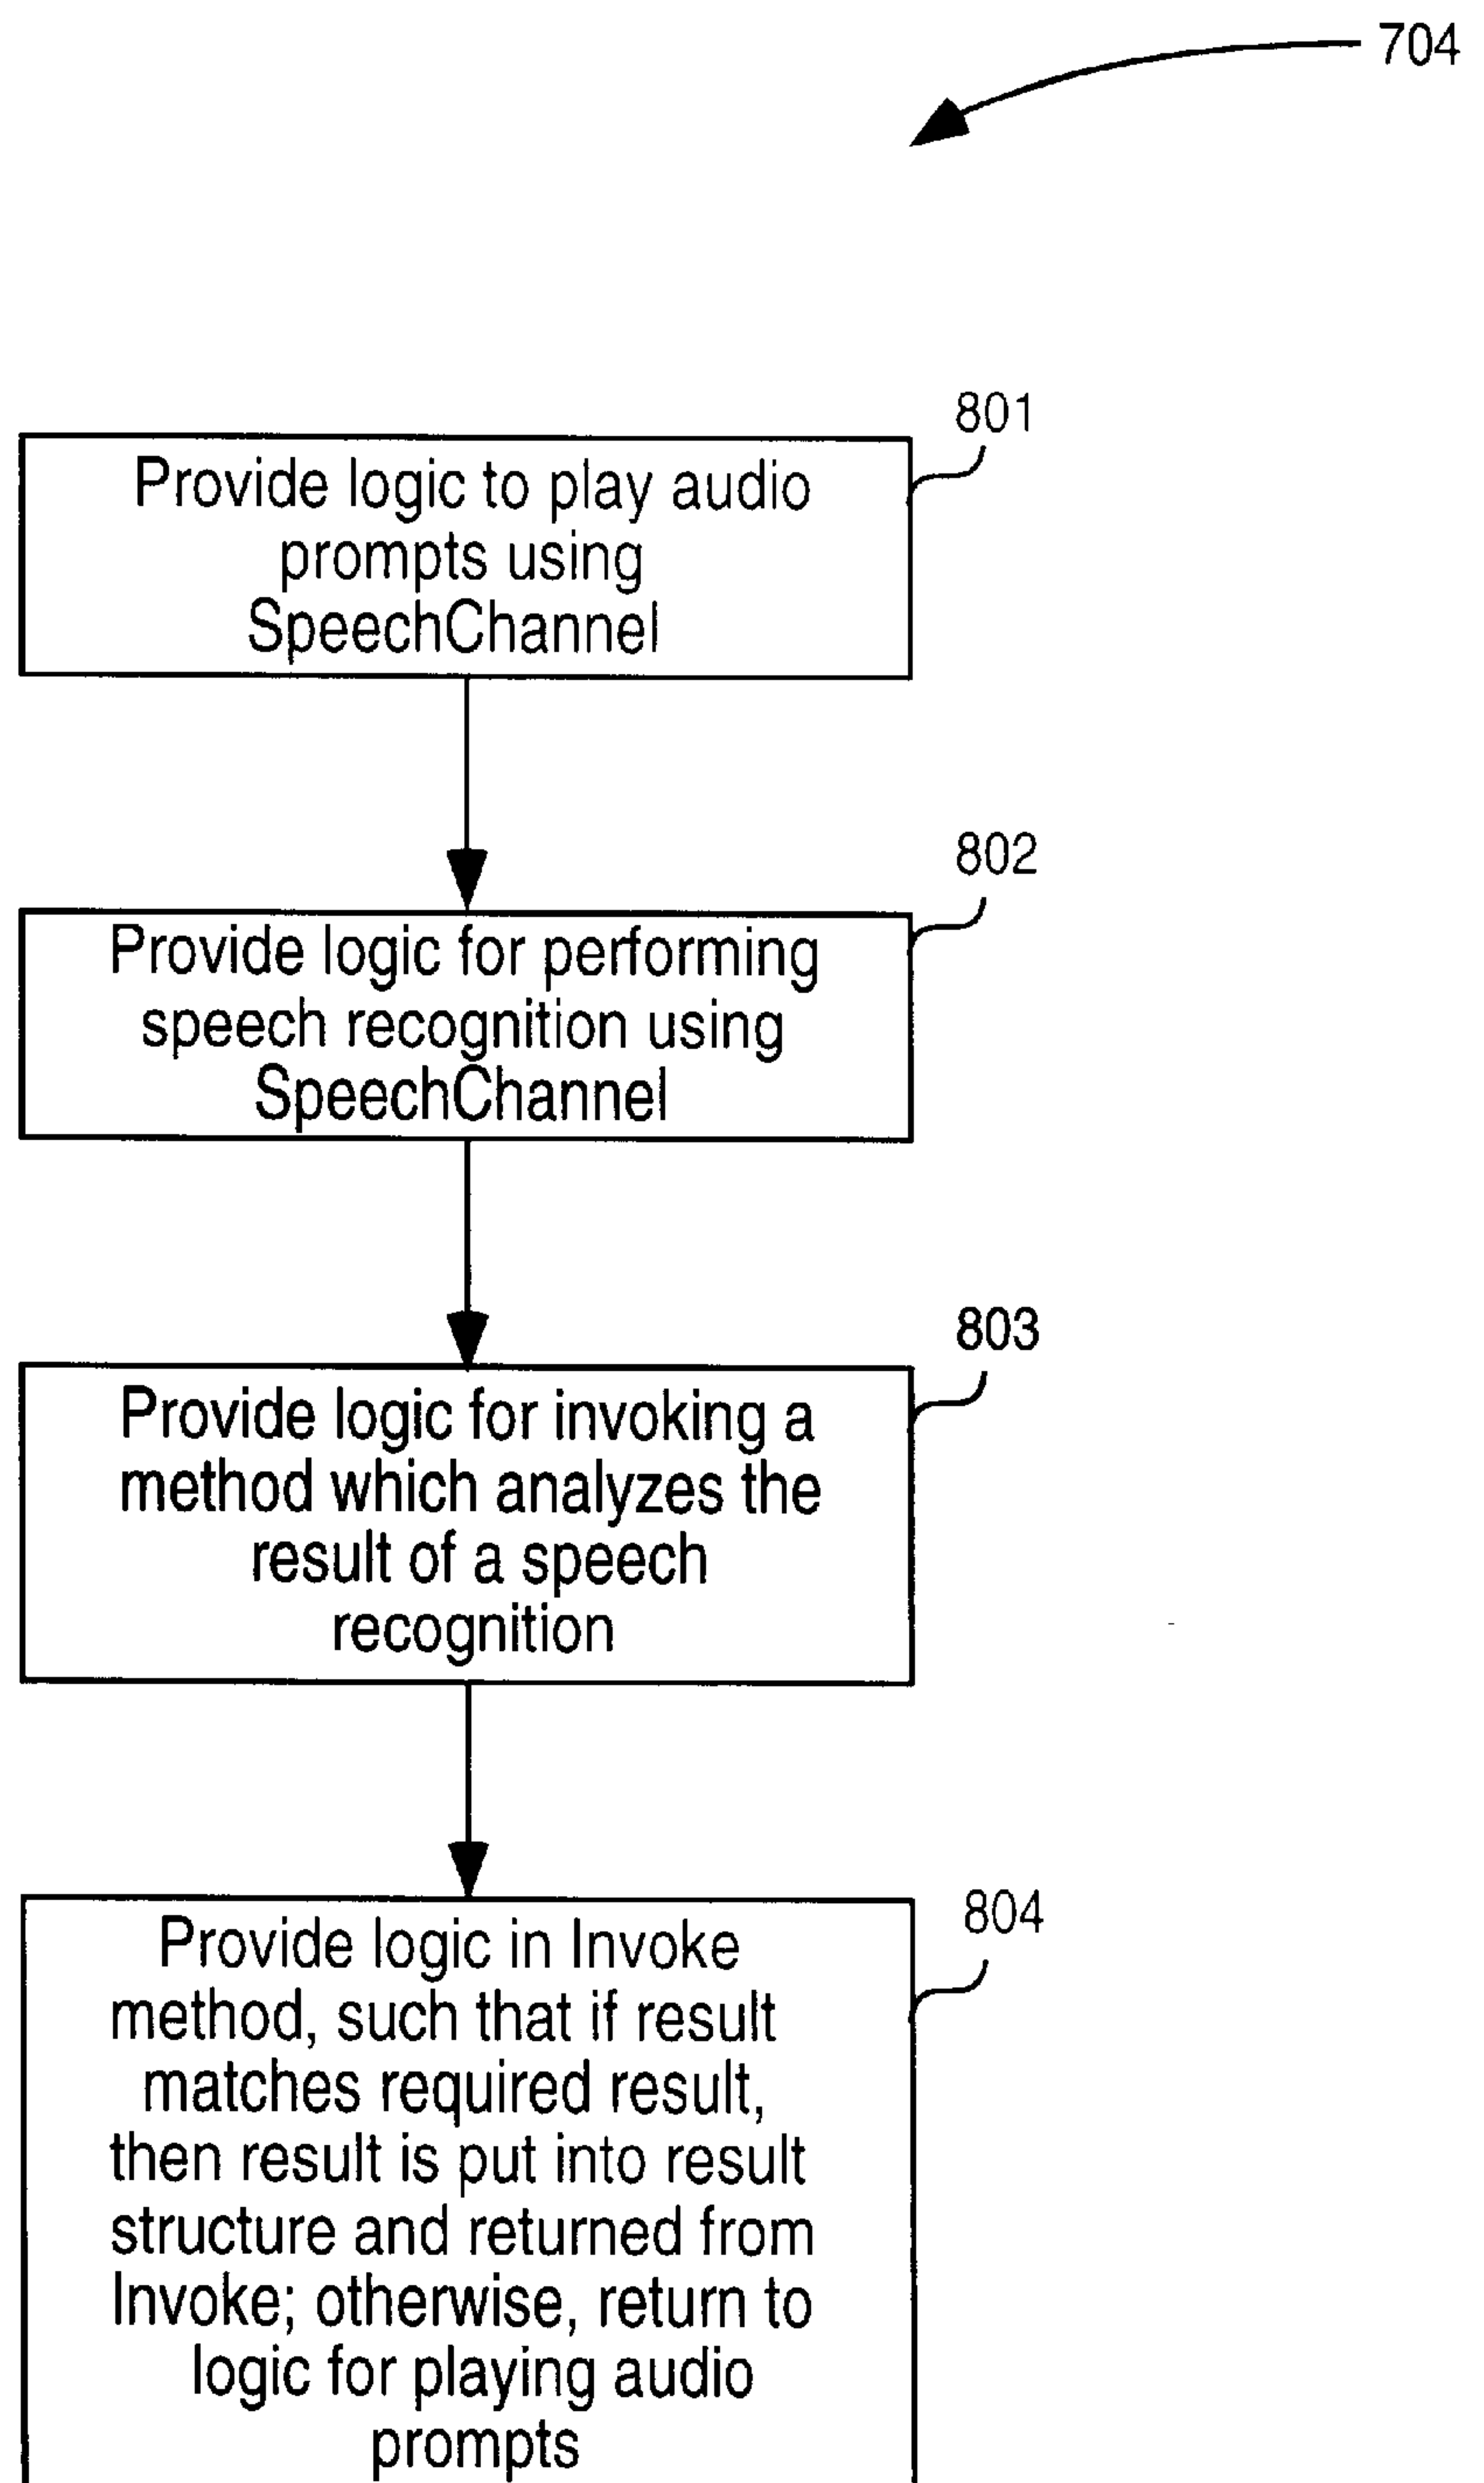 704
801
Provide logic to play audio
prompts using
SpeechChannel
802
Provide logic for performing
speech recognition using
SpeechChannel
803
Provide logic for invoking a
method which analyzes the
result of a speech
recognition
804
Provide logic in Invoke
method, such that if result
matches required result,
then result is put into result
structure and returned from
Invoke; otherwise, return to
logic for playing audio
prompts